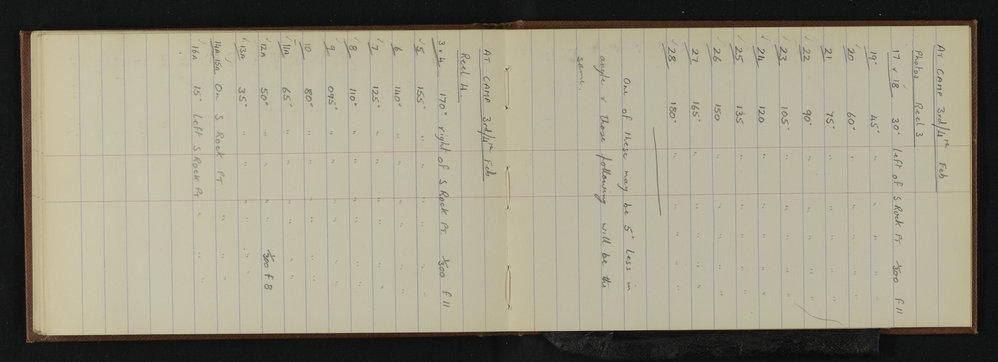 AT CAMP 3rd/4th Feb
Photos Reel 3
17 & 18 30° left of S Rock PT 1/500 F 11
19 45° " " " "
20 60° " " " "
21 75° " " " "
22 90° " " " "
23 105° " " " "
24 120 " " " "
25 135 " " " "
26 150 " " " "
27 165° " " " "
28 180° " " " "
One of these may be 5° less in
angle & those following will be the
same.
AT CAMP 3rd/4th Feb
Reel 4
3 & 4 170° right of S Rock Pt. 1/500 F 11
5 155° " " " "
6 140° " " " "
7 125° " " " "
8 110° " " " "
9 095° " " " "
10 80° " " " "
11A 65° " " " "
12A 50° " " " 1/500 F 8
13A 35° " " " "
14A 15A On S Rock PT " "
16A 15° left S Rock PT " "